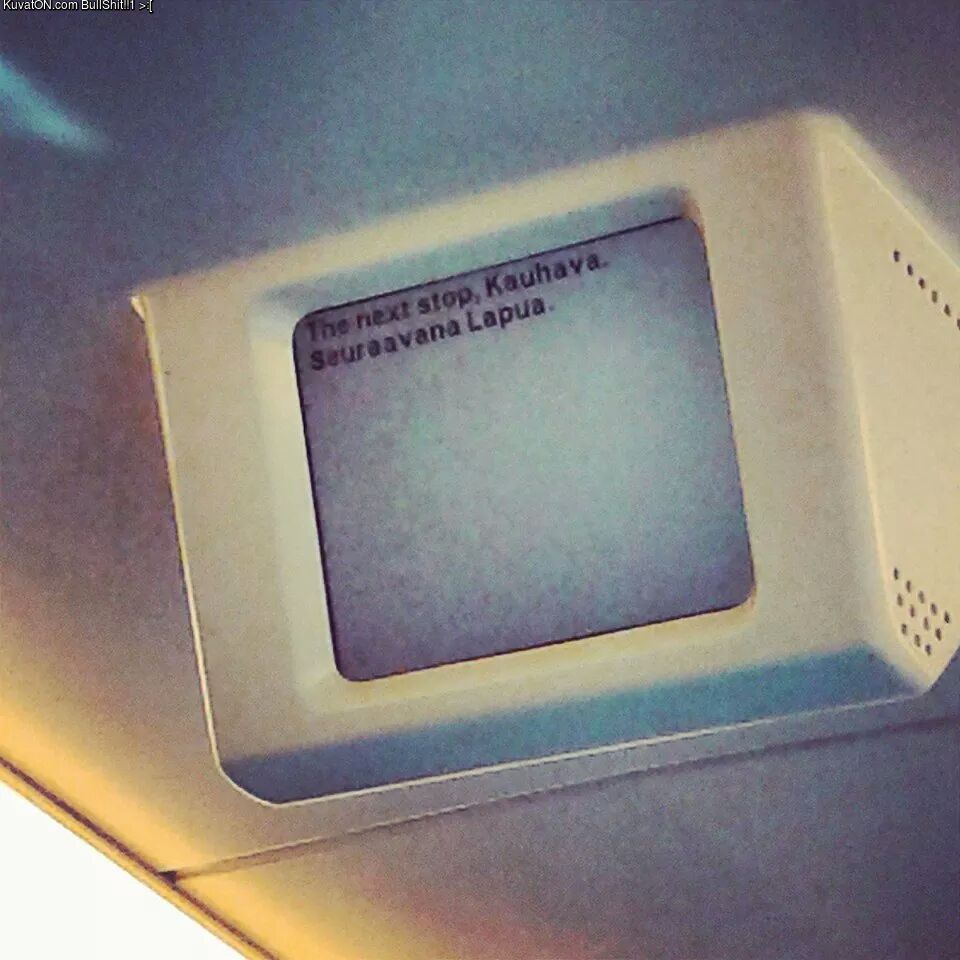 KuvatON.com BullShit!!1 >:[
The next stop, Kauhava.
Seuraavana Lapua.